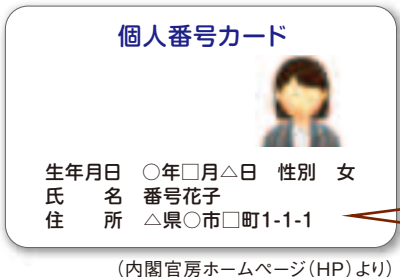 個人番号カード
生年月日 ○年□月△日 性別 女
氏 名 番号花子
住 所 △県○市□町1-1-1
(内閣官房ホームページ(HP)より)